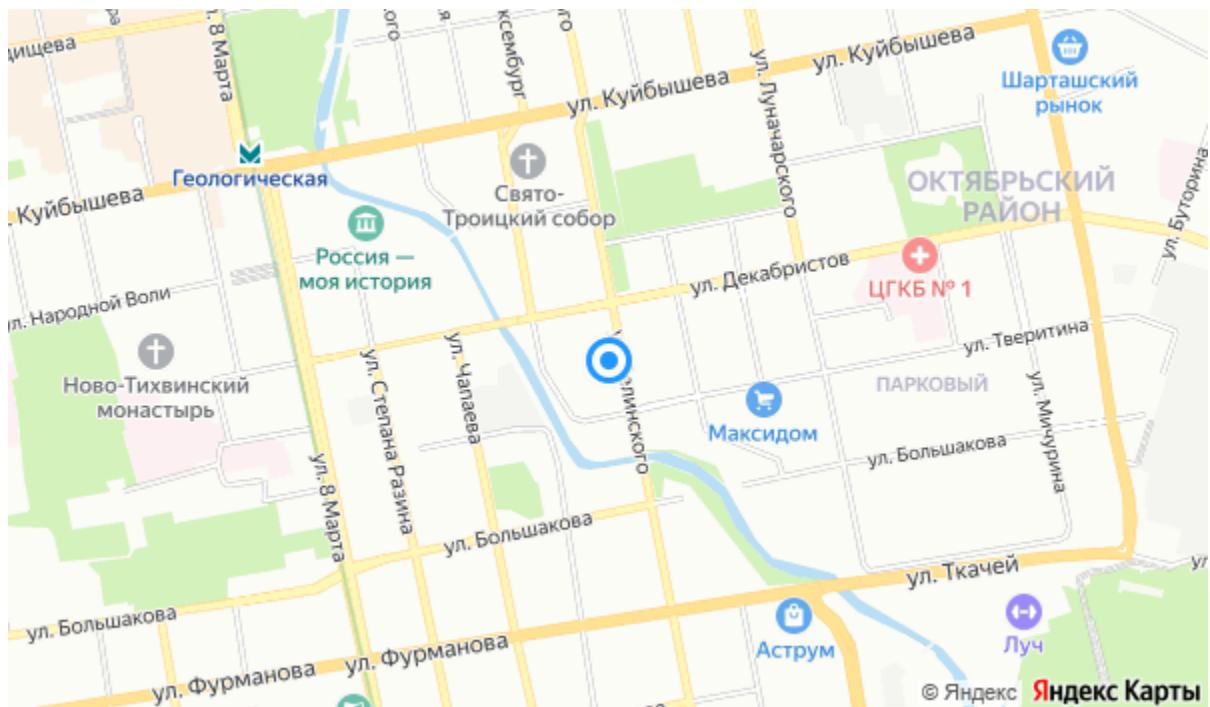 ул. Куйбышева
ул. Куйбышева
Шарташский
рынок
ул. 8 Марта
ул. Луначарского
Геологическая
Свято-
Троицкий собор
ОКТЯБРЬСКИЙ
РАЙОН
ул. Буторина
Куйбышева
Россия —
моя история
ул. Декабристов
ЦГКБ № 1
ул. Народной Воли
ул. Тверитина
Ново-Тихвинский
монастырь
ул. Степана Разина
ул. Чапаева
ПАРКОВЫЙ
Максидом
ул. Мичурина
ул. Большакова
ул. 8 Марта
ул. Большакова
ул. Ткачей
ул. Большакова
ул. Фурманова
ул. Фурманова
Аструм
Луч
© Яндекс
Яндекс Карты